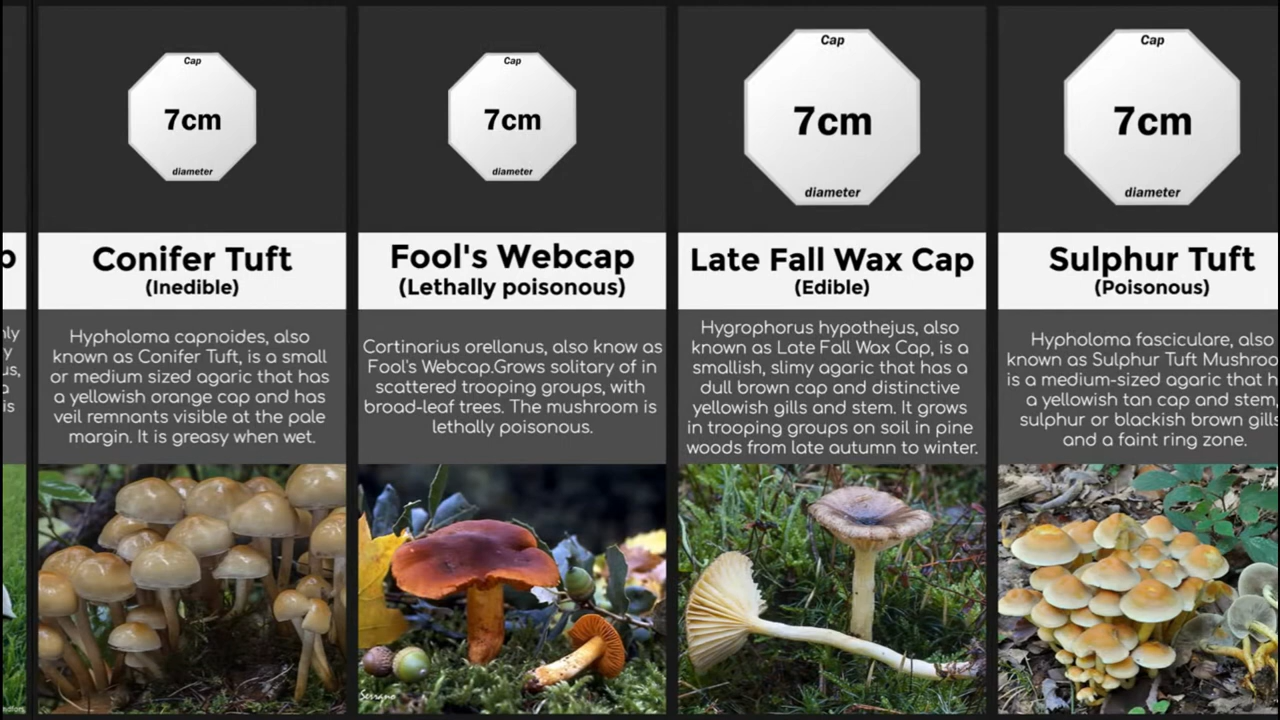 Cap
7cm
diameter
Conifer Tuft
(Inedible)
Hypholoma capnoides, also
known as Conifer Tuft, is a small
or medium sized agaric that has
a yellowish orange cap and has
veil remnants visible at the pale
margin. It is greasy when wet.
Cap
7cm
diameter
Fool's Webcap
(Lethally poisonous)
Cortinarius orellanus, also know as
Fool's Webcap.Grows solitary of in
scattered trooping groups, with
broad-leaf trees. The mushroom is
lethally poisonous.
Serrano
Cap
7cm
diameter
Late Fall Wax Cap
(Edible)
Hygrophorus hypothejus, also
known as Late Fall Wax Cap, is a
smallish, slimy agaric that has a
dull brown cap and distinctive
yellowish gills and stem. It grows
in trooping groups on soil in pine
woods from late autumn to winter.
Cap
7cm
diameter
Sulphur Tuft
(Poisonous)
Hypholoma fasciculare, also
known as Sulphur Tuft Mushroo
is a medium-sized agaric that h
a yellowish tan cap and stem,
sulphur or blackish brown gills
and a faint ring zone.